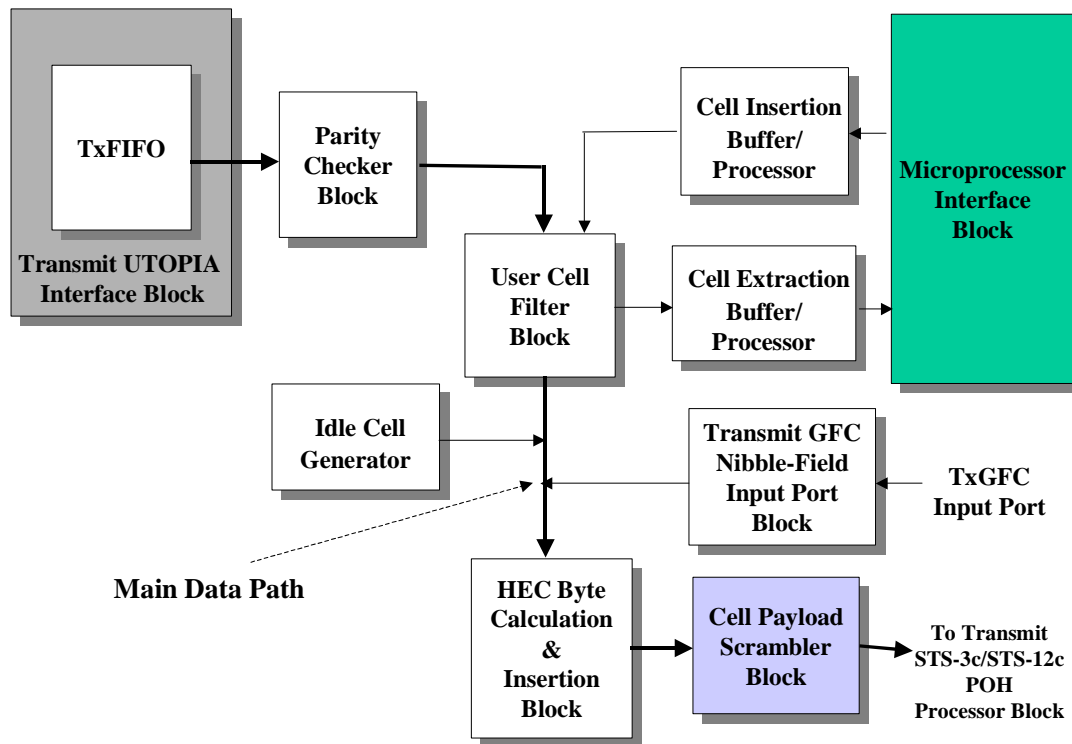 TxFIFO
Transmit UTOPIA
Interface Block
Parity
Checker
Block
Cell Insertion
Buffer/
Processor
Microprocessor
Interface
Block
User Cell
Filter
Block
Cell Extraction
Buffer/
Processor
Idle Cell
Generator
Transmit GFC
Nibble-Field
Input Port
Block
TxGFC
Input Port
Main Data Path
HEC Byte
Calculation
&
Insertion
Block
Cell Payload
Scrambler
Block
To Transmit
STS-3c/STS-12c
POH
Processor Block